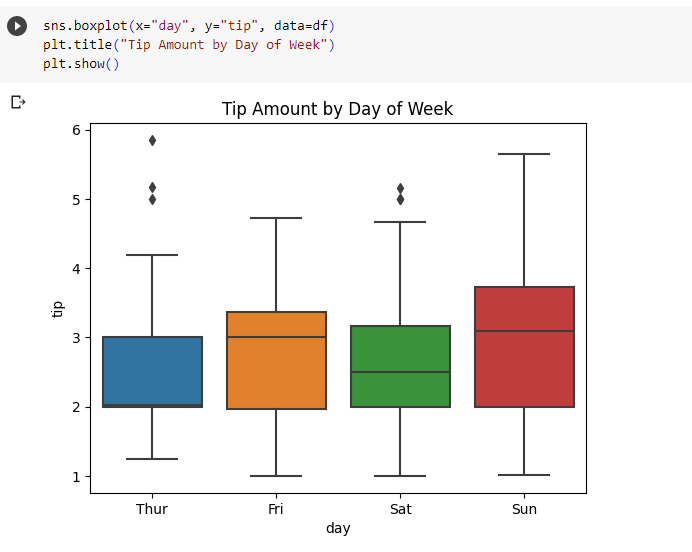 sns.boxplot(x="day", y="tip", data=df)
plt.title("Tip Amount by Day of Week")
plt.show()
Tip Amount by Day of Week
6
5
4
3
2
1
tip
Thur Fri Sat Sun
day